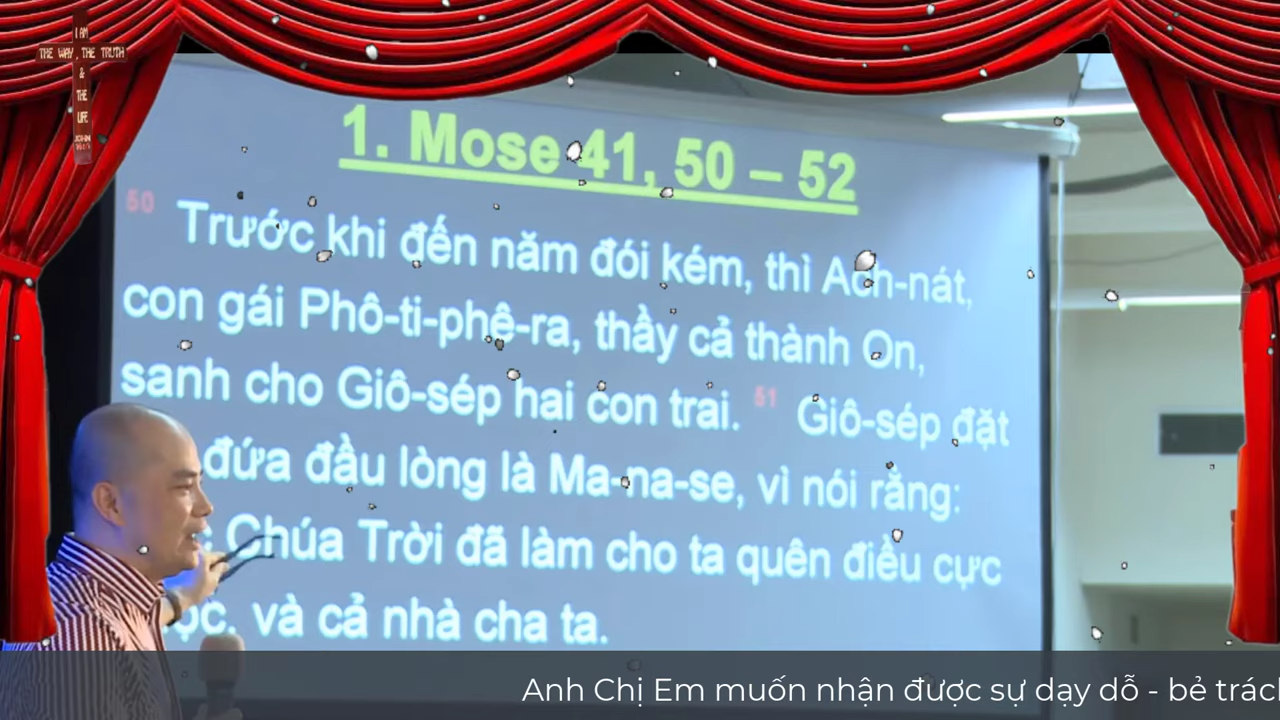 I AM
THE WAY, THE TRUTH
&
THE
LIFE
JOHN
1. Mose 41, 50 – 52
50 Trước khi đến năm đói kém, thì Ách-nát,
con gái Phô-ti-phê-ra, thầy cả thành Ôn,
sanh cho Giô-sép hai con trai. 51 Giô-sép đặt
đứa đầu lòng là Ma-na-se, vì nói rằng:
Chúa Trời đã làm cho ta quên điều cực
và cả nhà cha ta.
Anh Chị Em muốn nhận được sự dạy dỗ - bẻ trách